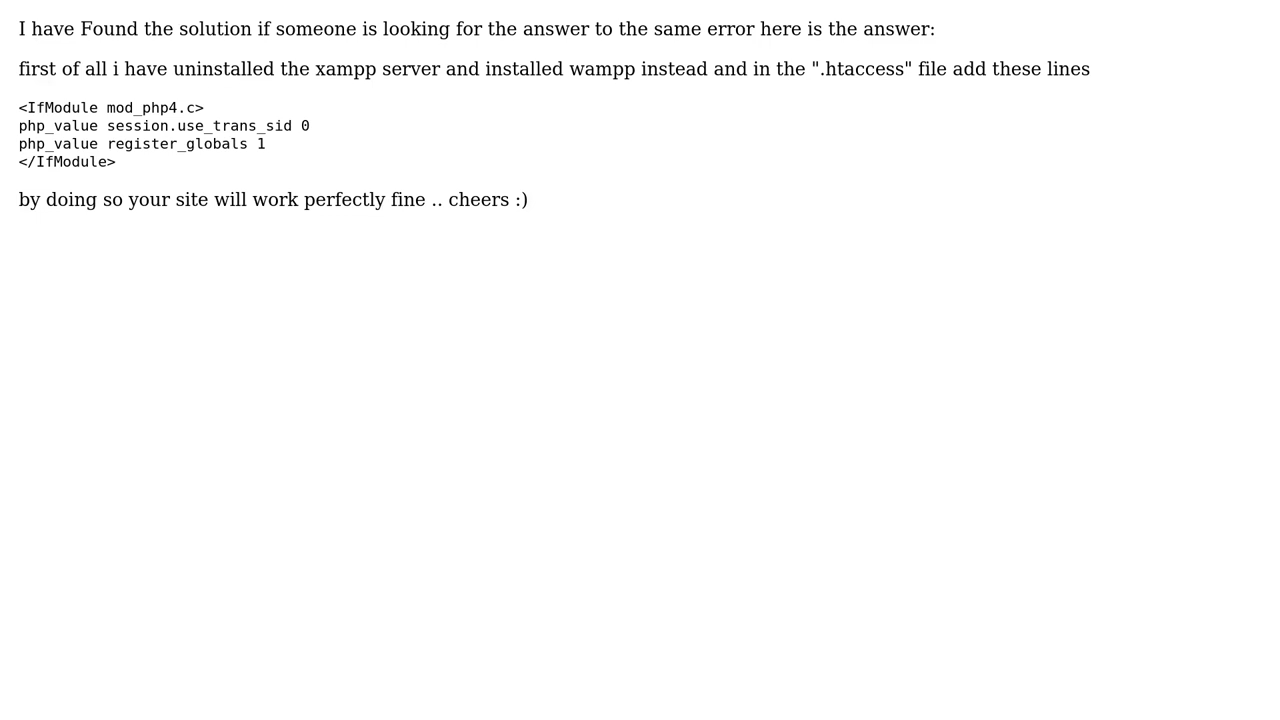 I have Found the solution if someone is looking for the answer to the same error here is the answer:
first of all i have uninstalled the xampp server and installed wampp instead and in the ".htaccess" file add these lines
<IfModule mod_php4.c>
php_value session.use_trans_sid 0
php_value register_globals 1
</IfModule>
by doing so your site will work perfectly fine .. cheers :)